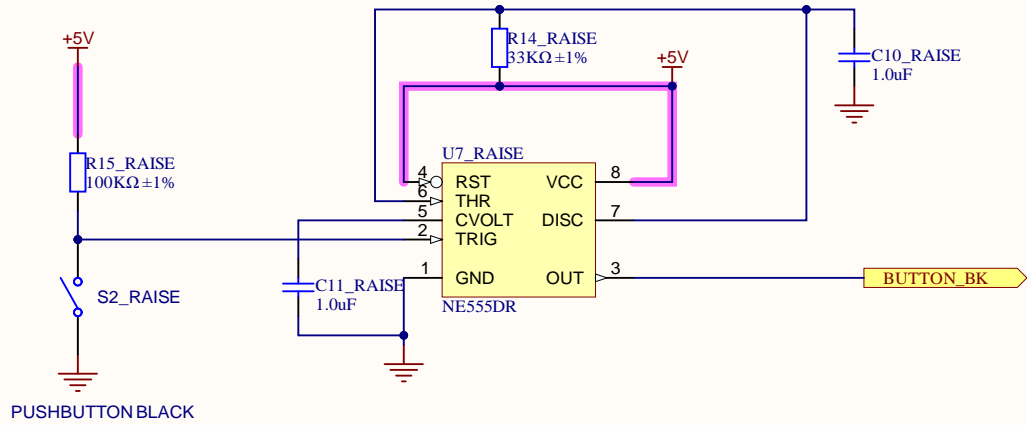 +5V
R14_RAISE
33KΩ ±1%
+5V
C10_RAISE
1.0uF
R15_RAISE
100KΩ ±1%
U7_RAISE
4
RST
VCC
8
6
THR
5
CVOLT
DISC
7
2
TRIG
1
GND
OUT
3
BUTTON_BK
C11_RAISE
1.0uF
NE555DR
S2_RAISE
PUSHBUTTON BLACK